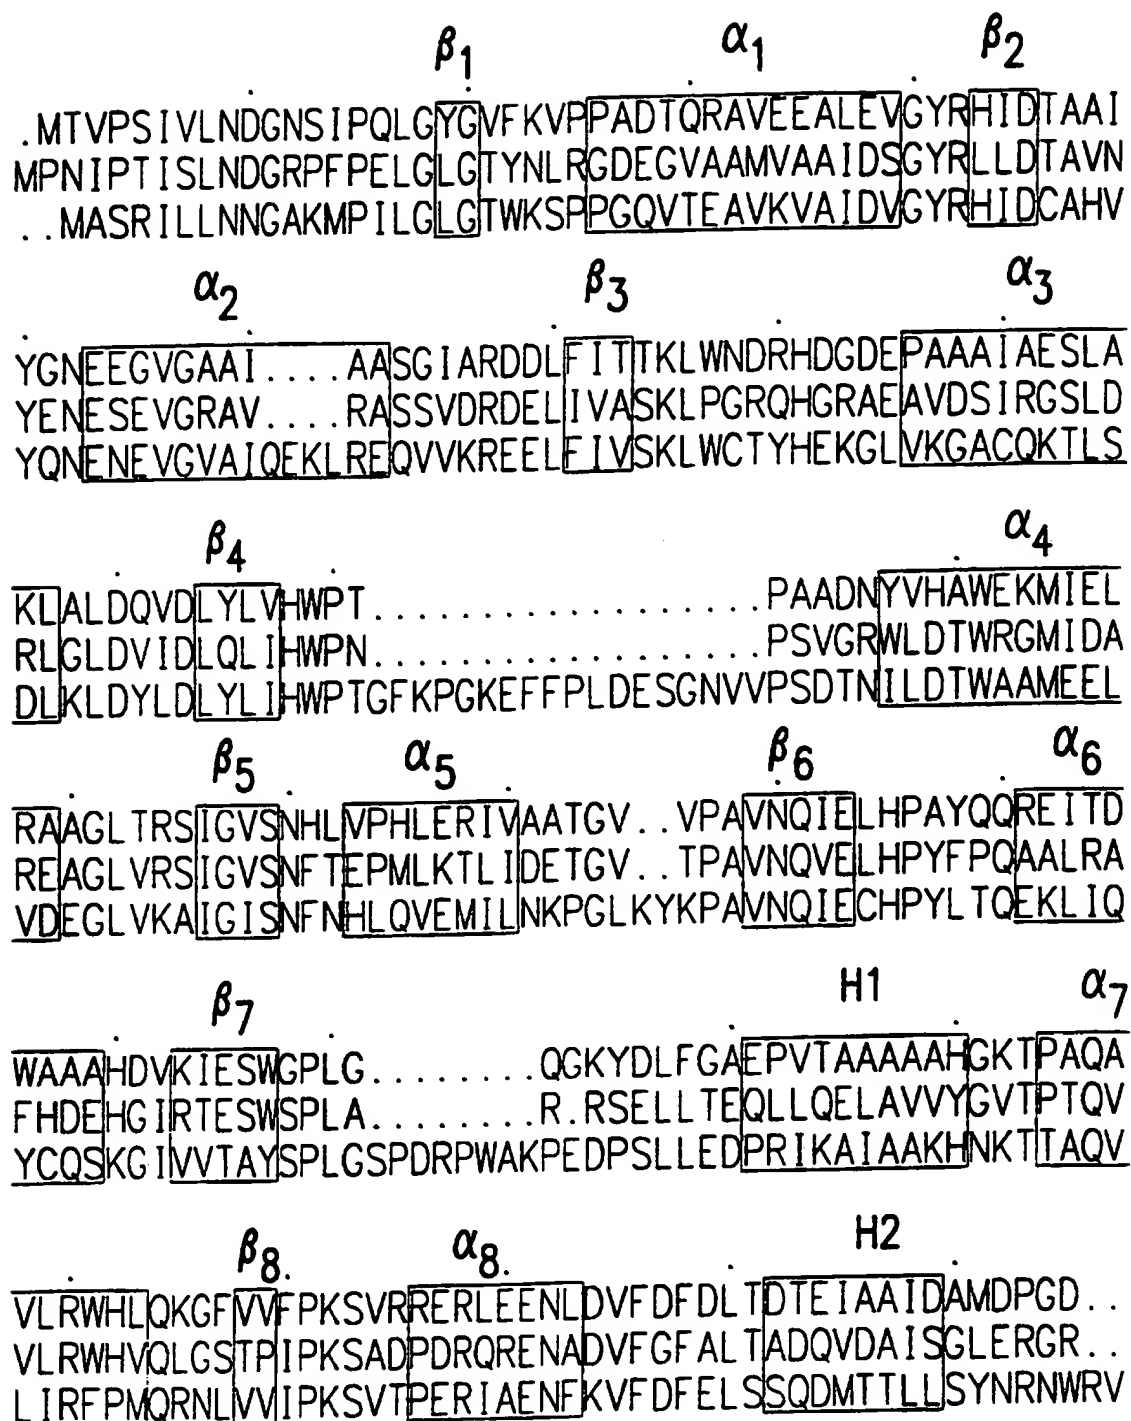 β1 α1 β2
.MTVPSIVLNDGNSIPQLGYGVFKVPPADTQRAVEEALEVGYRHIDTAAI
MPNIPTISLNDGRPFPELGLGTYNLRGDEGVAAMVAAIDSGYRLLDTAVN
..MASRILLNNGAKMPILGLGTWKSPPGQVTEAVKVAIDVGYRHIDCAHV
α2 β3 α3
YGNEEGVGAAI....AASGIARDDLFITTKLWNDRHDGDEPAAAIAESLA
YENESEVGRAV....RASSVDRDELIVASKLPGRQHGRAEAVDSIRGSLD
YQNENEVGVAIQEKLREQVVKREELFIVSKLWCTYHEKGLVKGACQKTLS
β4 α4
KLALDQVDLYLVHWPT..................PAADNYVHAWEKMIEL
RLGLDVIDLQLIHWPN..................PSVGRWLDTWRGMIDA
DLKLDYLDLYLIHWPTGFKPGKEFFPLDESGNVVPSDTNILDTWAAMEEL
β5 α5 β6 α6
RAAGLTRSIGVSNHLVPHLERIVAATGV..VPAVNQIELHPAYQQREITD
REAGLVRSIGVSNFTEPMLKTLIDETGV..TPAVNQVELHPYFPQAALRA
VDEGLVKAIGISNFNHLQVEMILNKPGLKYKPAVNQIECHPYLTQEKLIQ
β7 H1 α7
WAAAHDVKIESWGPLG........QGKYDLFGAEPVTAAAAAHGKTPAQA
FHDEHGIRTESWSPLA........R.RSELLTEQLLQELAVVYGVTPTQV
YCQSKGIVVTAYSPLGSPDRPWAKPEDPSLLEDPRIKAIAAKHNKTTAQV
β8 α8 H2
VLRWHLQKGFVVFPKSVRRERLEENLDVFDFDLTDTEIAAIDAMDPGD..
VLRWHVQLGSTPIPKSADPDRQRENADVFGFALTADQVDAISGLERGR..
LIRFPMQRNLVVIPKSVTPERIAENFKVFDFELSSQDMTTLLSYNRNWRV